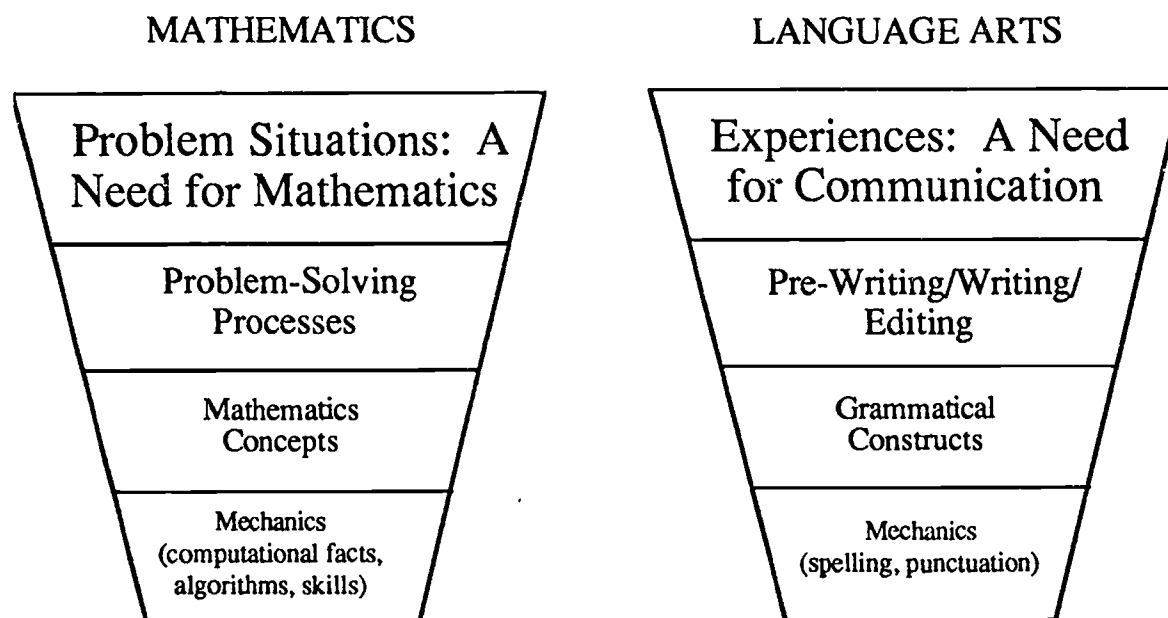 MATHEMATICS
Problem Situations: A
Need for Mathematics
Problem-Solving
Processes
Mathematics
Concepts
Mechanics
(computational facts,
algorithms, skills)
LANGUAGE ARTS
Experiences: A Need
for Communication
Pre-Writing/Writing/
Editing
Grammatical
Constructs
Mechanics
(spelling, punctuation)